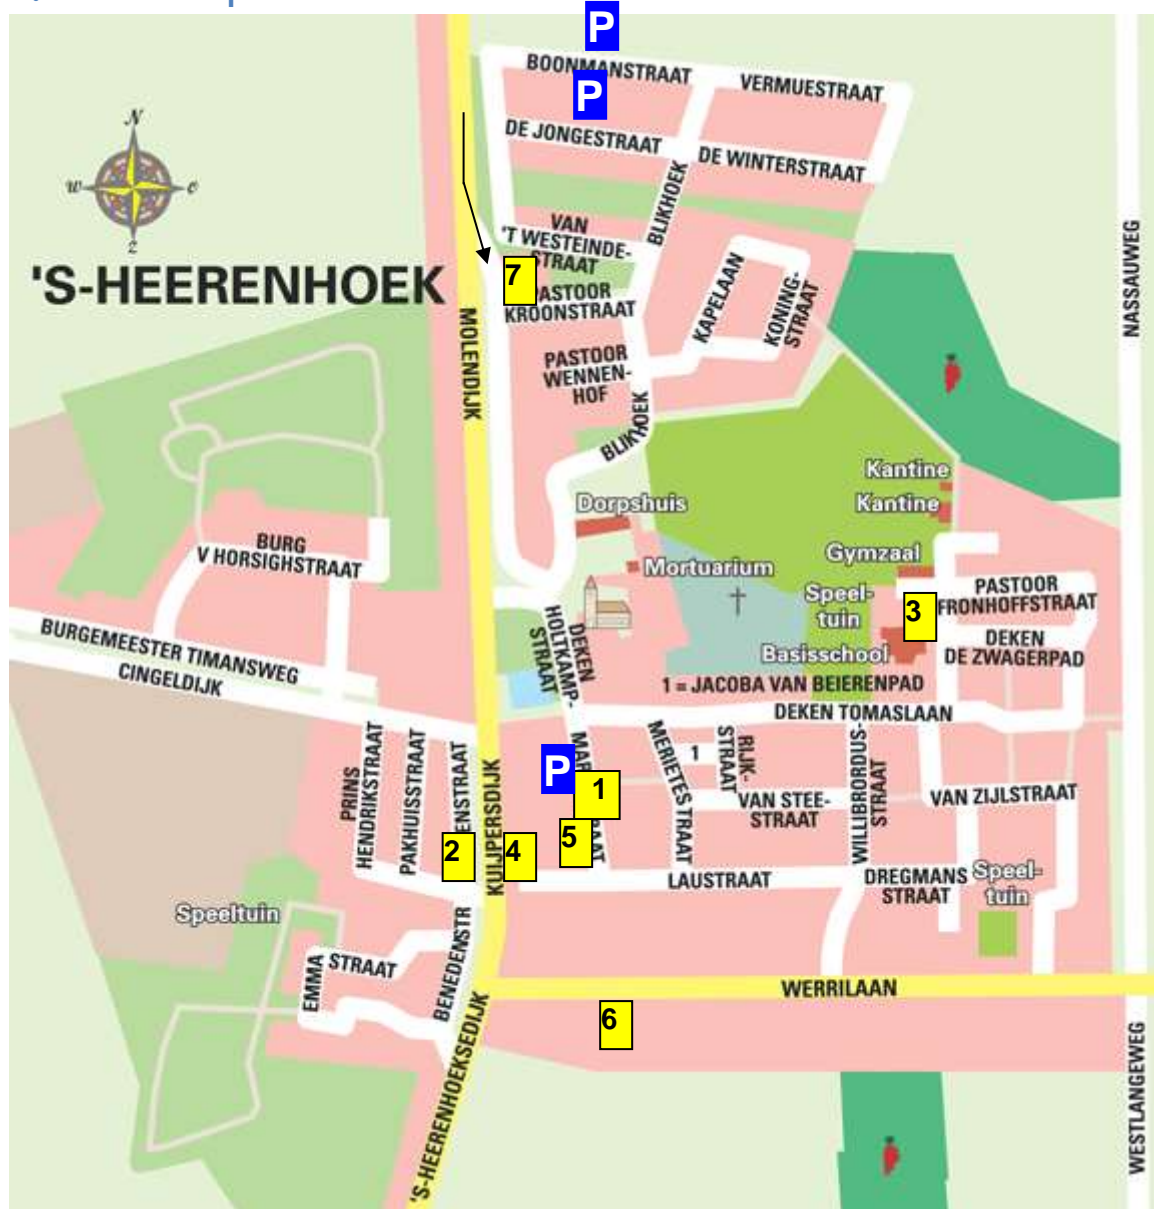 P
BOONMANSTRAAT
VERMUESTRAAT
P
DE JONGESTRAAT
DE WINTERSTRAAT
N
w
o
z
BLIKHOEK
VAN
'T WESTEINDE-
STRAAT
'S-HEERENHOEK
7
PASTOOR
KROONSTRAAT
KAPELAAN
KONING-
STRAAT
NASSAUWEG
MOLENDIJK
PASTOOR
WENNEN-
HOF
BLIKHOEK
Kantine
Kantine
Dorpshuis
Gymzaal
Mortuarium
BURG
V HORSIGHSTRAAT
Speel-
tuin
3
PASTOOR
FRONHOFFSTRAAT
DEKEN
DE ZWAGERPAD
Basisschool
DEKEN
HOLTKAMP-
STRAAT
BURGEMEESTER TIMANSWEG
CINGELDIJK
1 = JACOBA VAN BEIERENPAD
DEKEN TOMASLAAN
PRINS
HENDRIKSTRAAT
PAKHUISSTRAAT
ENSTRAAT
KUIJPERSDIJK
P
MAR
RAAT
1
5
2
4
MERIETESTRAAT
1
RIJK-
STRAAT
VAN STEE-
STRAAT
WILLIBRORDUS-
STRAAT
VAN ZIJLSTRAAT
LAUSTRAAT
DREGMANS
STRAAT
Speel-
tuin
Speeltuin
EMMA
STRAAT
BENEDENSTR
WERRILAAN
6
'S-HEERENHOEKSEDIJK
WESTLANGEWEG